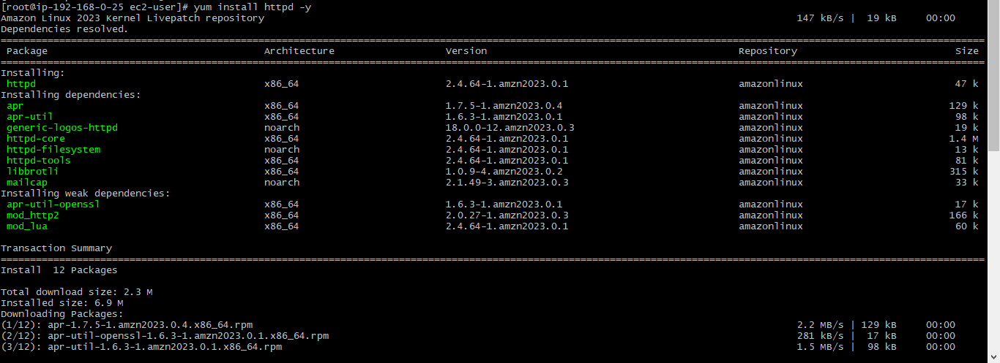 [root@ip-192-168-0-25 ec2-user]# yum install httpd -y
Amazon Linux 2023 Kernel Livepatch repository 147 kB/s | 19 kB 00:00
Dependencies resolved.
================================================================================
Package Architecture Version Repository Size
================================================================================
Installing:
httpd x86_64 2.4.64-1.amzn2023.0.1 amazonlinux 47 k
Installing dependencies:
apr x86_64 1.7.5-1.amzn2023.0.4 amazonlinux 129 k
apr-util x86_64 1.6.3-1.amzn2023.0.1 amazonlinux 98 k
generic-logos-httpd noarch 18.0.0-12.amzn2023.0.3 amazonlinux 19 k
httpd-core x86_64 2.4.64-1.amzn2023.0.1 amazonlinux 1.4 M
httpd-filesystem noarch 2.4.64-1.amzn2023.0.1 amazonlinux 13 k
httpd-tools x86_64 2.4.64-1.amzn2023.0.1 amazonlinux 81 k
libbrotli x86_64 1.0.9-4.amzn2023.0.2 amazonlinux 315 k
mailcap noarch 2.1.49-3.amzn2023.0.3 amazonlinux 33 k
Installing weak dependencies:
apr-util-openssl x86_64 1.6.3-1.amzn2023.0.1 amazonlinux 17 k
mod_http2 x86_64 2.0.27-1.amzn2023.0.3 amazonlinux 166 k
mod_lua x86_64 2.4.64-1.amzn2023.0.1 amazonlinux 60 k
Transaction Summary
================================================================================
Install 12 Packages
Total download size: 2.3 M
Installed size: 6.9 M
Downloading Packages:
(1/12): apr-1.7.5-1.amzn2023.0.4.x86_64.rpm 2.2 MB/s | 129 kB 00:00
(2/12): apr-util-openssl-1.6.3-1.amzn2023.0.1.x86_64.rpm 281 kB/s | 17 kB 00:00
(3/12): apr-util-1.6.3-1.amzn2023.0.1.x86_64.rpm 1.5 MB/s | 98 kB 00:00